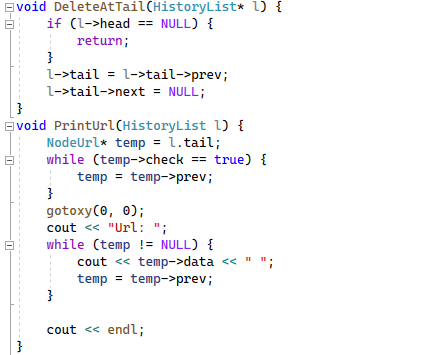 void DeleteAtTail(HistoryList* l) {
    if (l->head == NULL) {
        return;
    }
    l->tail = l->tail->prev;
    l->tail->next = NULL;
}
void PrintUrl(HistoryList l) {
    NodeUrl* temp = l.tail;
    while (temp->check == true) {
        temp = temp->prev;
    }
    gotoxy(0, 0);
    cout << "Url: ";
    while (temp != NULL) {
        cout << temp->data << " ";
        temp = temp->prev;
    }

    cout << endl;
}